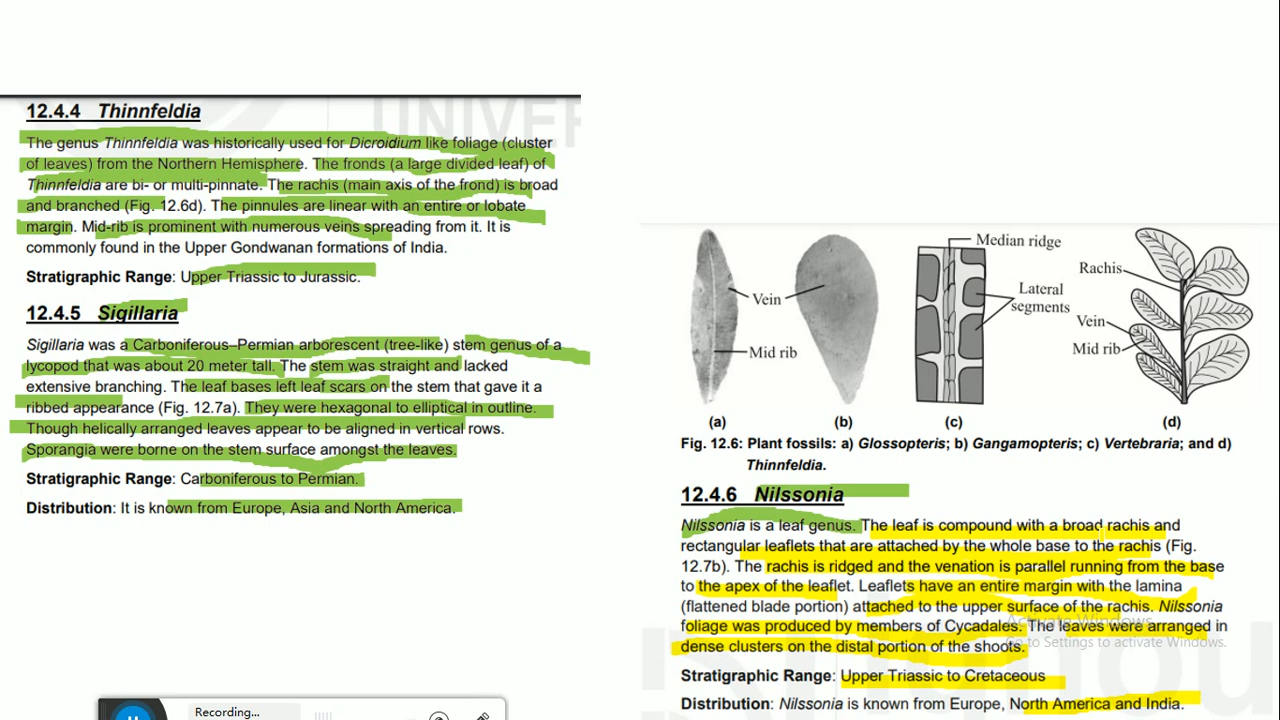 UNIVER
12.4.4 Thinnfeldia
The genus Thinnfeldia was historically used for Dicroidium like foliage (cluster
of leaves) from the Northern Hemisphere. The fronds (a large divided leaf) of
Thinnfeldia are bi- or multi-pinnate. The rachis (main axis of the frond) is broad
and branched (Fig. 12.6d). The pinnules are linear with an entire or lobate
margin. Mid-rib is prominent with numerous veins spreading from it. It is
commonly found in the Upper Gondwanan formations of India.
Stratigraphic Range: Upper Triassic to Jurassic.
12.4.5 Sigillaria
Sigillaria was a Carboniferous–Permian arborescent (tree-like) stem genus of a
lycopod that was about 20 meter tall. The stem was straight and lacked
extensive branching. The leaf bases left leaf scars on the stem that gave it a
ribbed appearance (Fig. 12.7a). They were hexagonal to elliptical in outline.
Though helically arranged leaves appear to be aligned in vertical rows.
Sporangia were borne on the stem surface amongst the leaves.
Stratigraphic Range: Carboniferous to Permian.
Distribution: It is known from Europe, Asia and North America.
Recording...
Vein
Mid rib
Median ridge
Lateral
segments
Rachis
Vein
Mid rib
(a) (b) (c) (d)
Fig. 12.6: Plant fossils: a) Glossopteris; b) Gangamopteris; c) Vertebraria; and d)
Thinnfeldia.
12.4.6 Nilssonia
Nilssonia is a leaf genus. The leaf is compound with a broad rachis and
rectangular leaflets that are attached by the whole base to the rachis (Fig.
12.7b). The rachis is ridged and the venation is parallel running from the base
to the apex of the leaflet. Leaflets have an entire margin with the lamina
(flattened blade portion) attached to the upper surface of the rachis. Nilssonia
foliage was produced by members of Cycadales. The leaves were arranged in
dense clusters on the distal portion of the shoots.
Activate Windows
Go to Settings to activate Windows.
Stratigraphic Range: Upper Triassic to Cretaceous
Distribution: Nilssonia is known from Europe, North America and India.